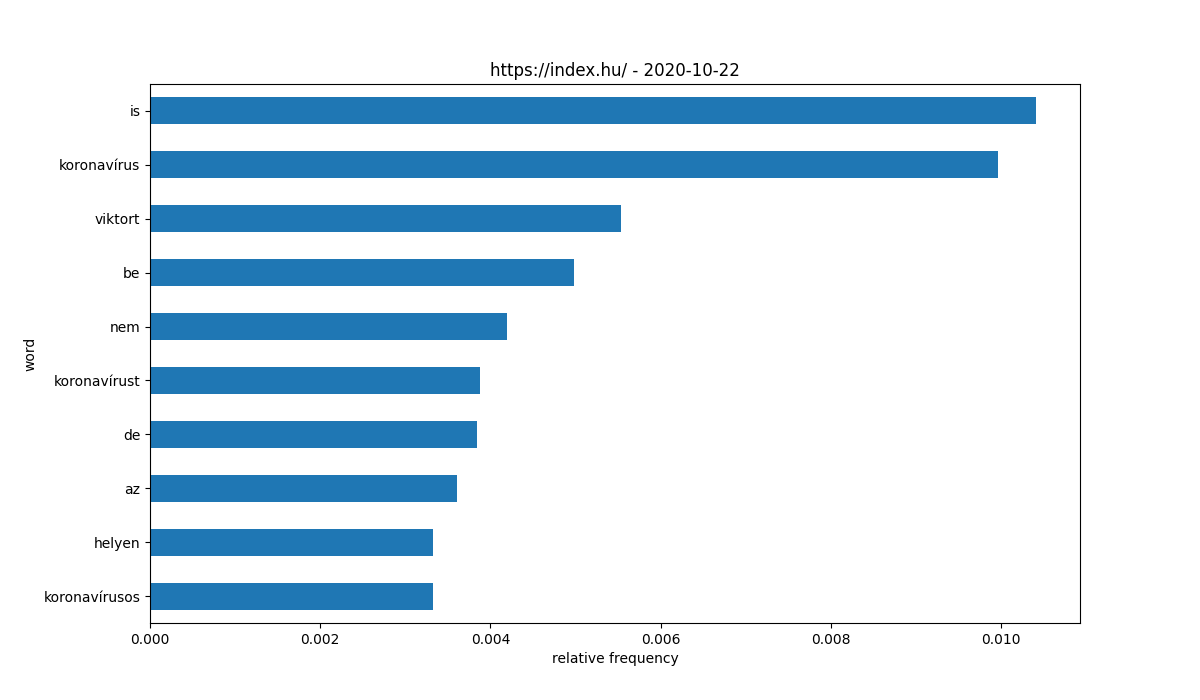 https://index.hu/ - 2020-10-22
is
koronavírus
viktort
be
nem
koronavírust
de
az
helyen
koronavírusos
word
0.000 0.002 0.004 0.006 0.008 0.010
relative frequency